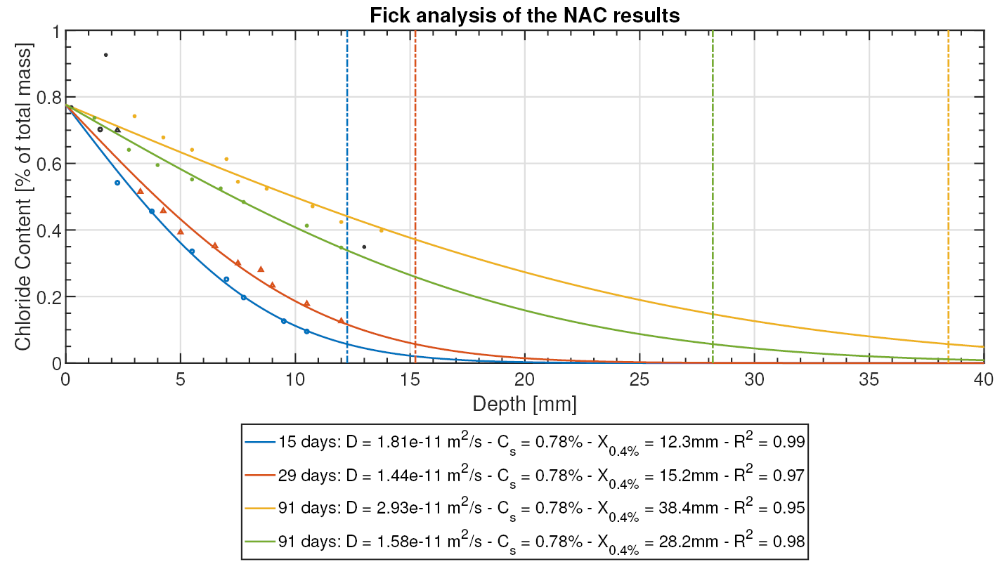 Fick analysis of the NAC results
Chloride Content [% of total mass]
1
0.8
0.6
0.4
0.2
0
0 5 10 15 20 25 30 35 40
Depth [mm]
15 days: D = 1.81e-11 m²/s - Cₛ = 0.78% - X₀.₄% = 12.3mm - R² = 0.99
29 days: D = 1.44e-11 m²/s - Cₛ = 0.78% - X₀.₄% = 15.2mm - R² = 0.97
91 days: D = 2.93e-11 m²/s - Cₛ = 0.78% - X₀.₄% = 38.4mm - R² = 0.95
91 days: D = 1.58e-11 m²/s - Cₛ = 0.78% - X₀.₄% = 28.2mm - R² = 0.98